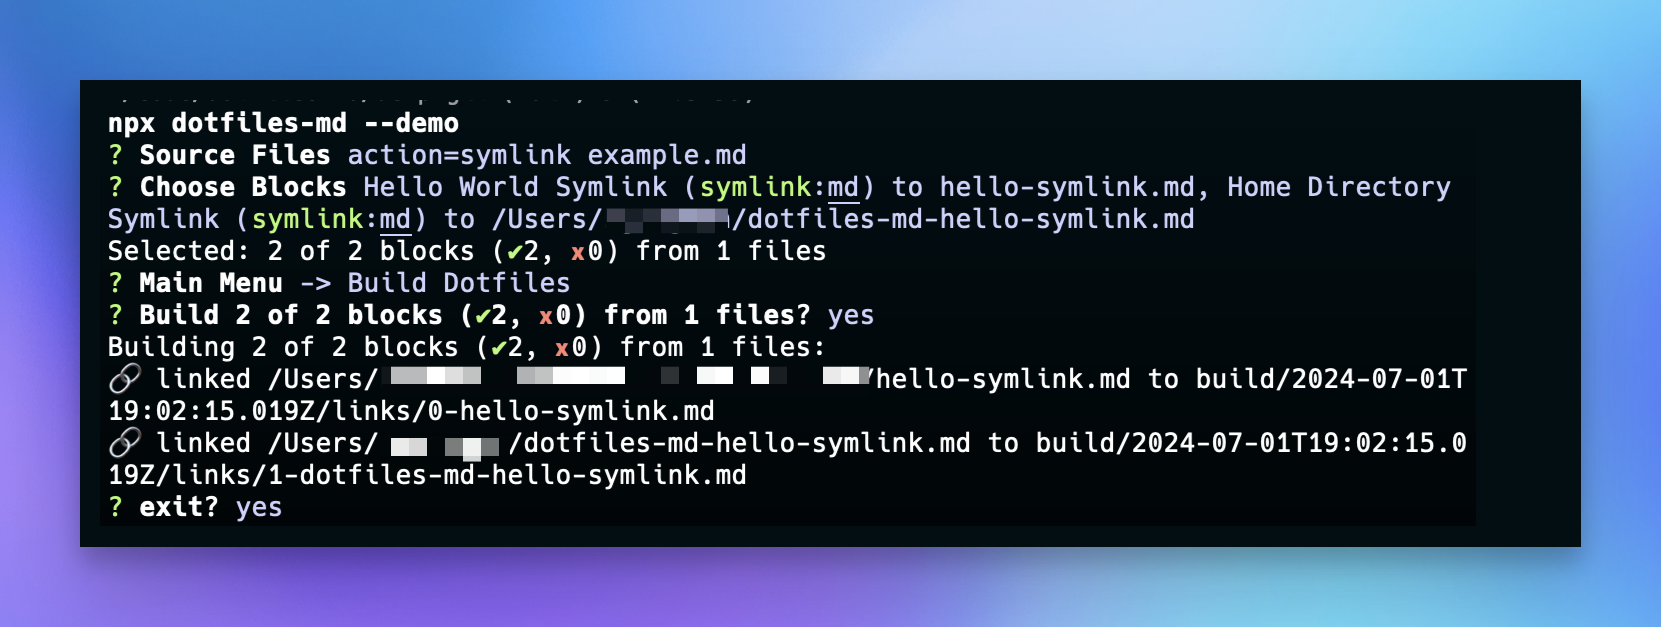 npx dotfiles-md --demo
? Source Files action=symlink example.md
? Choose Blocks Hello World Symlink (symlink:md) to hello-symlink.md, Home Directory
Symlink (symlink:md) to /Users/ /dotfiles-md-hello-symlink.md
Selected: 2 of 2 blocks (✔2, x0) from 1 files
? Main Menu -> Build Dotfiles
? Build 2 of 2 blocks (✔2, x0) from 1 files? yes
Building 2 of 2 blocks (✔2, x0) from 1 files:
🔗 linked /Users/ /hello-symlink.md to build/2024-07-01T
19:02:15.019Z/links/0-hello-symlink.md
🔗 linked /Users/ /dotfiles-md-hello-symlink.md to build/2024-07-01T19:02:15.0
19Z/links/1-dotfiles-md-hello-symlink.md
? exit? yes